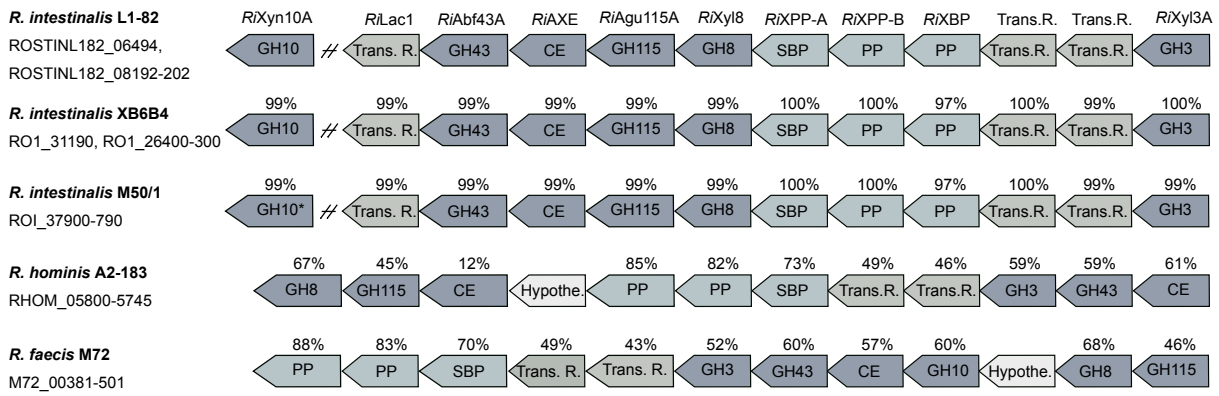 R. intestinalis L1-82 RiXyn10A RiLac1 RiAbf43A RiAXE RiAgu115A RiXyl8 RiXPP-A RiXPP-B RiXBP Trans.R. Trans.R. RiXyl3A
ROSTINL182_06494, GH10 Trans. R. GH43 CE GH115 GH8 SBP PP PP Trans.R. Trans.R. GH3
ROSTINL182_08192-202
99% 99% 99% 99% 99% 99% 100% 100% 97% 100% 99% 100%
R. intestinalis XB6B4
GH10 Trans. R. GH43 CE GH115 GH8 SBP PP PP Trans.R. Trans.R. GH3
RO1_31190, RO1_26400-300
99% 99% 99% 99% 99% 99% 100% 100% 97% 100% 99% 99%
R. intestinalis M50/1
GH10* Trans. R. GH43 CE GH115 GH8 SBP PP PP Trans.R. Trans.R. GH3
ROI_37900-790
67% 45% 12% 85% 82% 73% 49% 46% 59% 59% 61%
R. hominis A2-183
GH8 GH115 CE Hypothe. PP PP SBP Trans.R. Trans.R. GH3 GH43 CE
RHOM_05800-5745
88% 83% 70% 49% 43% 52% 60% 57% 60% 68% 46%
R. faecis M72
PP PP SBP Trans. R. Trans. R. GH3 GH43 CE GH10 Hypothe. GH8 GH115
M72_00381-501